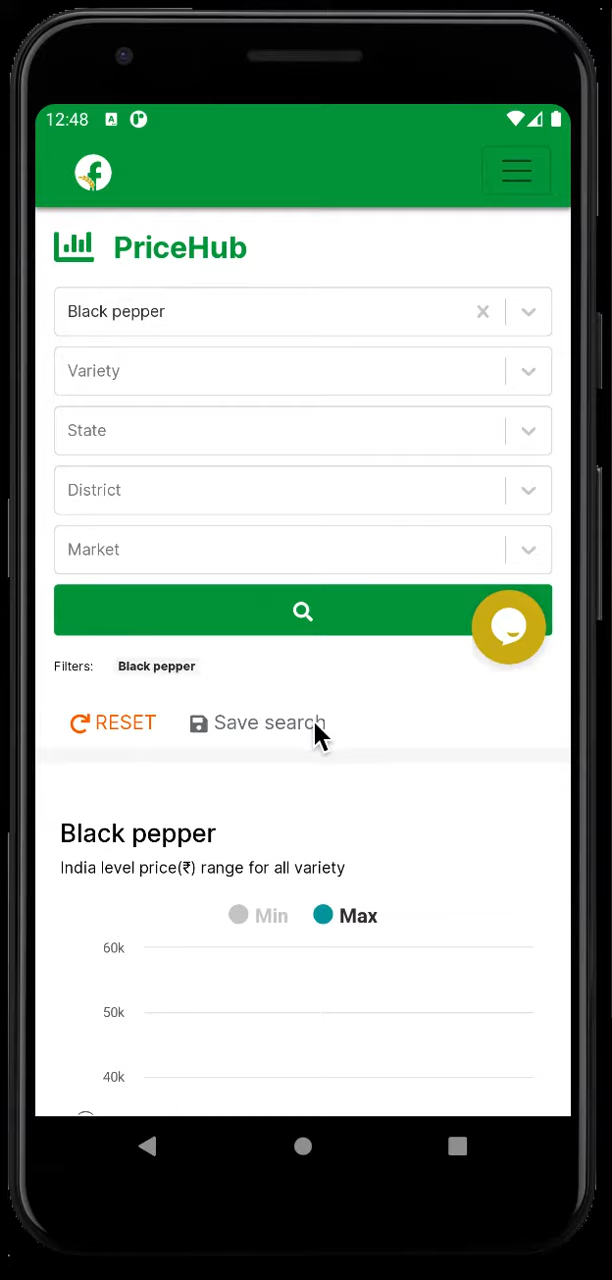 12:48
PriceHub
Black pepper
Variety
State
District
Market
Filters: Black pepper
RESET Save search
Black pepper
India level price(₹) range for all variety
Min Max
60k
50k
40k